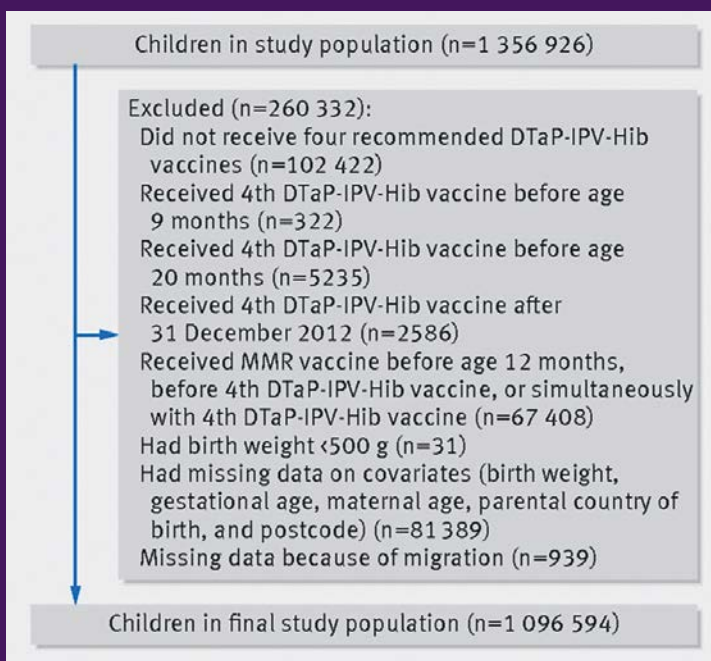 Children in study population (n=1 356 926)
Excluded (n=260 332):
Did not receive four recommended DTaP-IPV-Hib
vaccines (n=102 422)
Received 4th DTaP-IPV-Hib vaccine before age
9 months (n=322)
Received 4th DTaP-IPV-Hib vaccine before age
20 months (n=5235)
Received 4th DTaP-IPV-Hib vaccine after
31 December 2012 (n=2586)
Received MMR vaccine before age 12 months,
before 4th DTaP-IPV-Hib vaccine, or simultaneously
with 4th DTaP-IPV-Hib vaccine (n=67 408)
Had birth weight <500 g (n=31)
Had missing data on covariates (birth weight,
gestational age, maternal age, parental country of
birth, and postcode) (n=81 389)
Missing data because of migration (n=939)
Children in final study population (n=1 096 594)